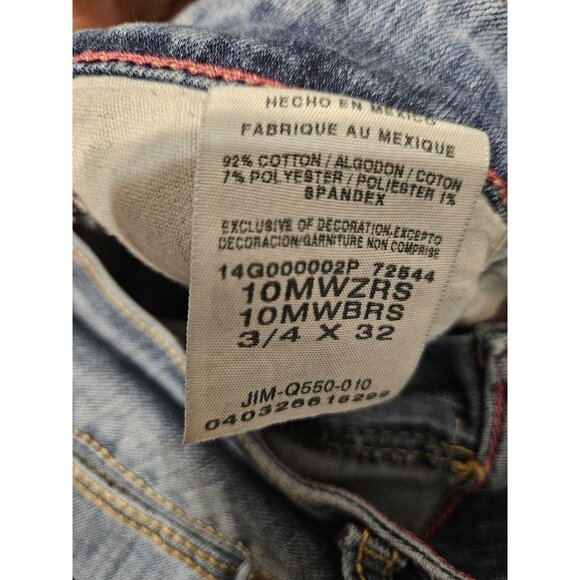 HECHO EN MEXICO
FABRIQUE AU MEXIQUE
92% COTTON / ALGODON / COTON
7% POLYESTER / POLIESTER 1%
SPANDEX
EXCLUSIVE OF DECORATION.EXCEPTO
DECORACION/GARNITURE NON COMPRISE
14G000002P 72544
10MWZRS
10MWBRS
3/4 X 32
JIM-Q550-010
040326618299